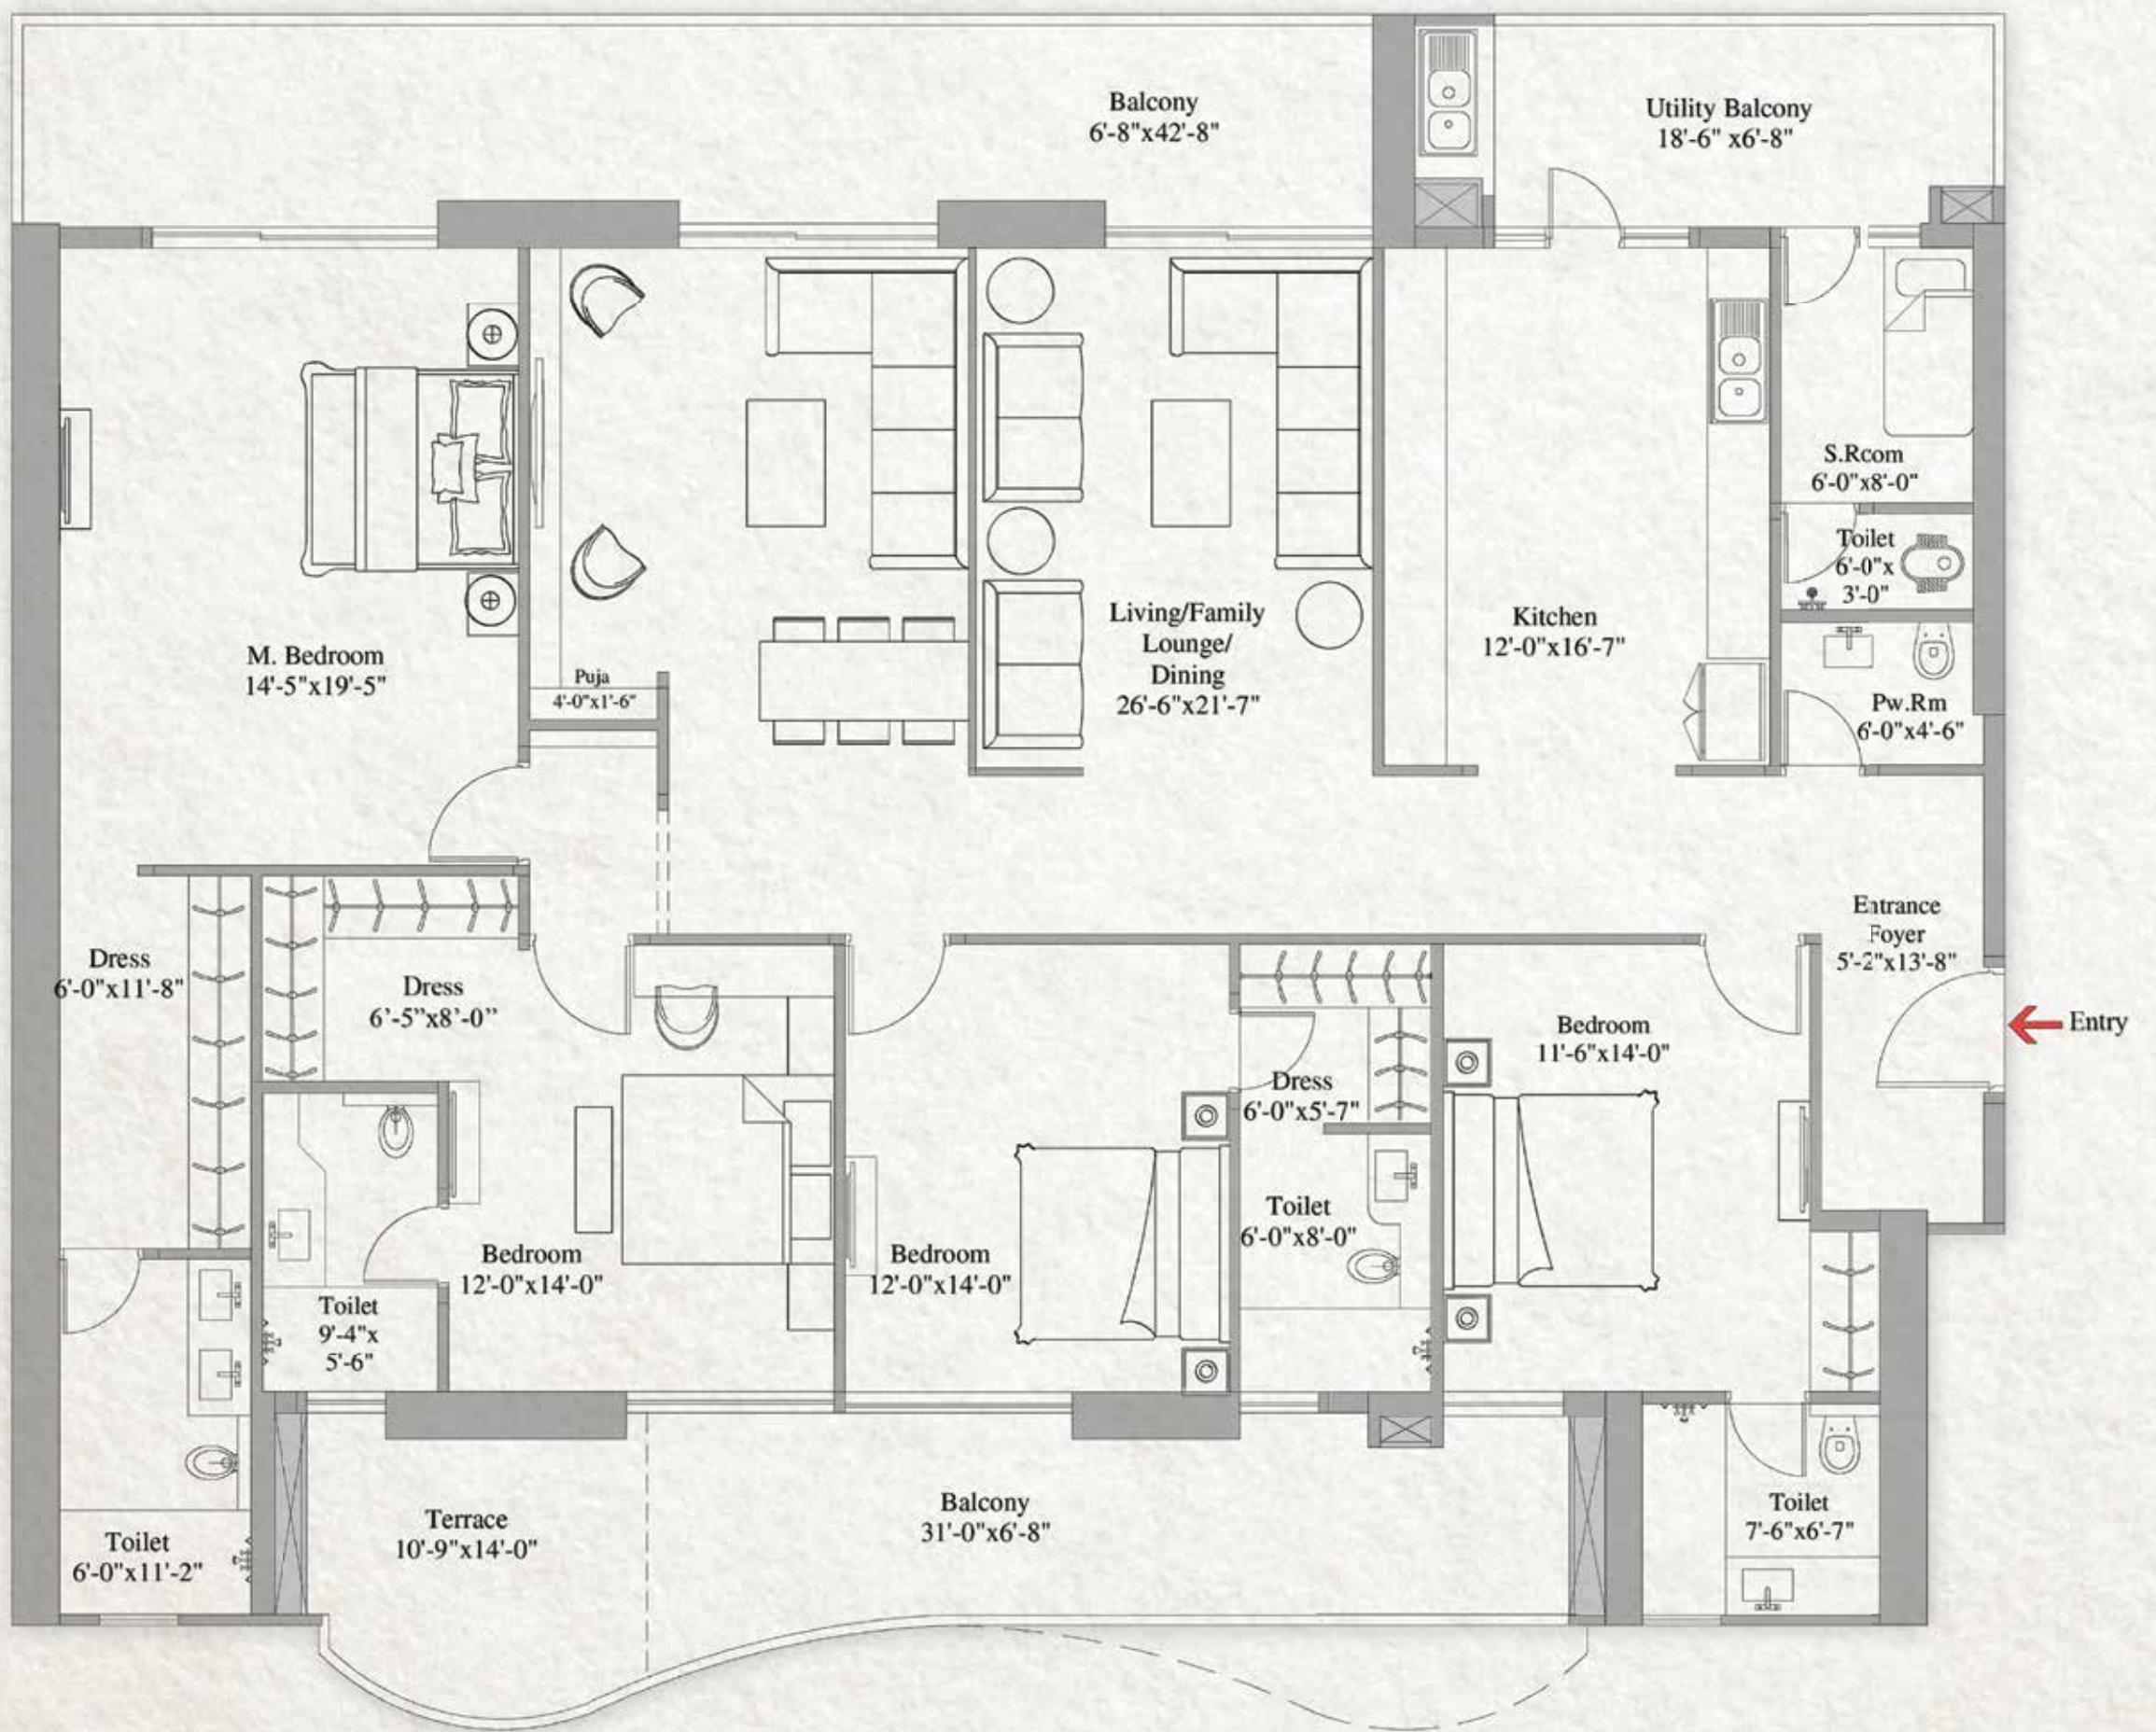 Balcony
6'-8"x42'-8"
Utility Balcony
18'-6" x6'-8"
S.Room
6'-0"x8'-0"
Toilet
6'-0"x
3'-0"
Living/Family
Lounge/
Dining
26'-6"x21'-7"
Kitchen
12'-0"x16'-7"
M. Bedroom
14'-5"x19'-5"
Puja
4'-0"x1'-6"
Pw.Rm
6'-0"x4'-6"
Entrance
Foyer
5'-2"x13'-8"
Entry
Dress
6'-0"x11'-8"
Dress
6’-5”x8’-0”
Bedroom
11'-6"x14'-0"
Dress
6'-0"x5'-7"
Toilet
6'-0"x8'-0"
Bedroom
12'-0"x14'-0"
Bedroom
12'-0"x14'-0"
Toilet
9'-4"x
5'-6"
Terrace
10'-9"x14'-0"
Balcony
31'-0"x6'-8"
Toilet
7'-6"x6'-7"
Toilet
6'-0"x11'-2"